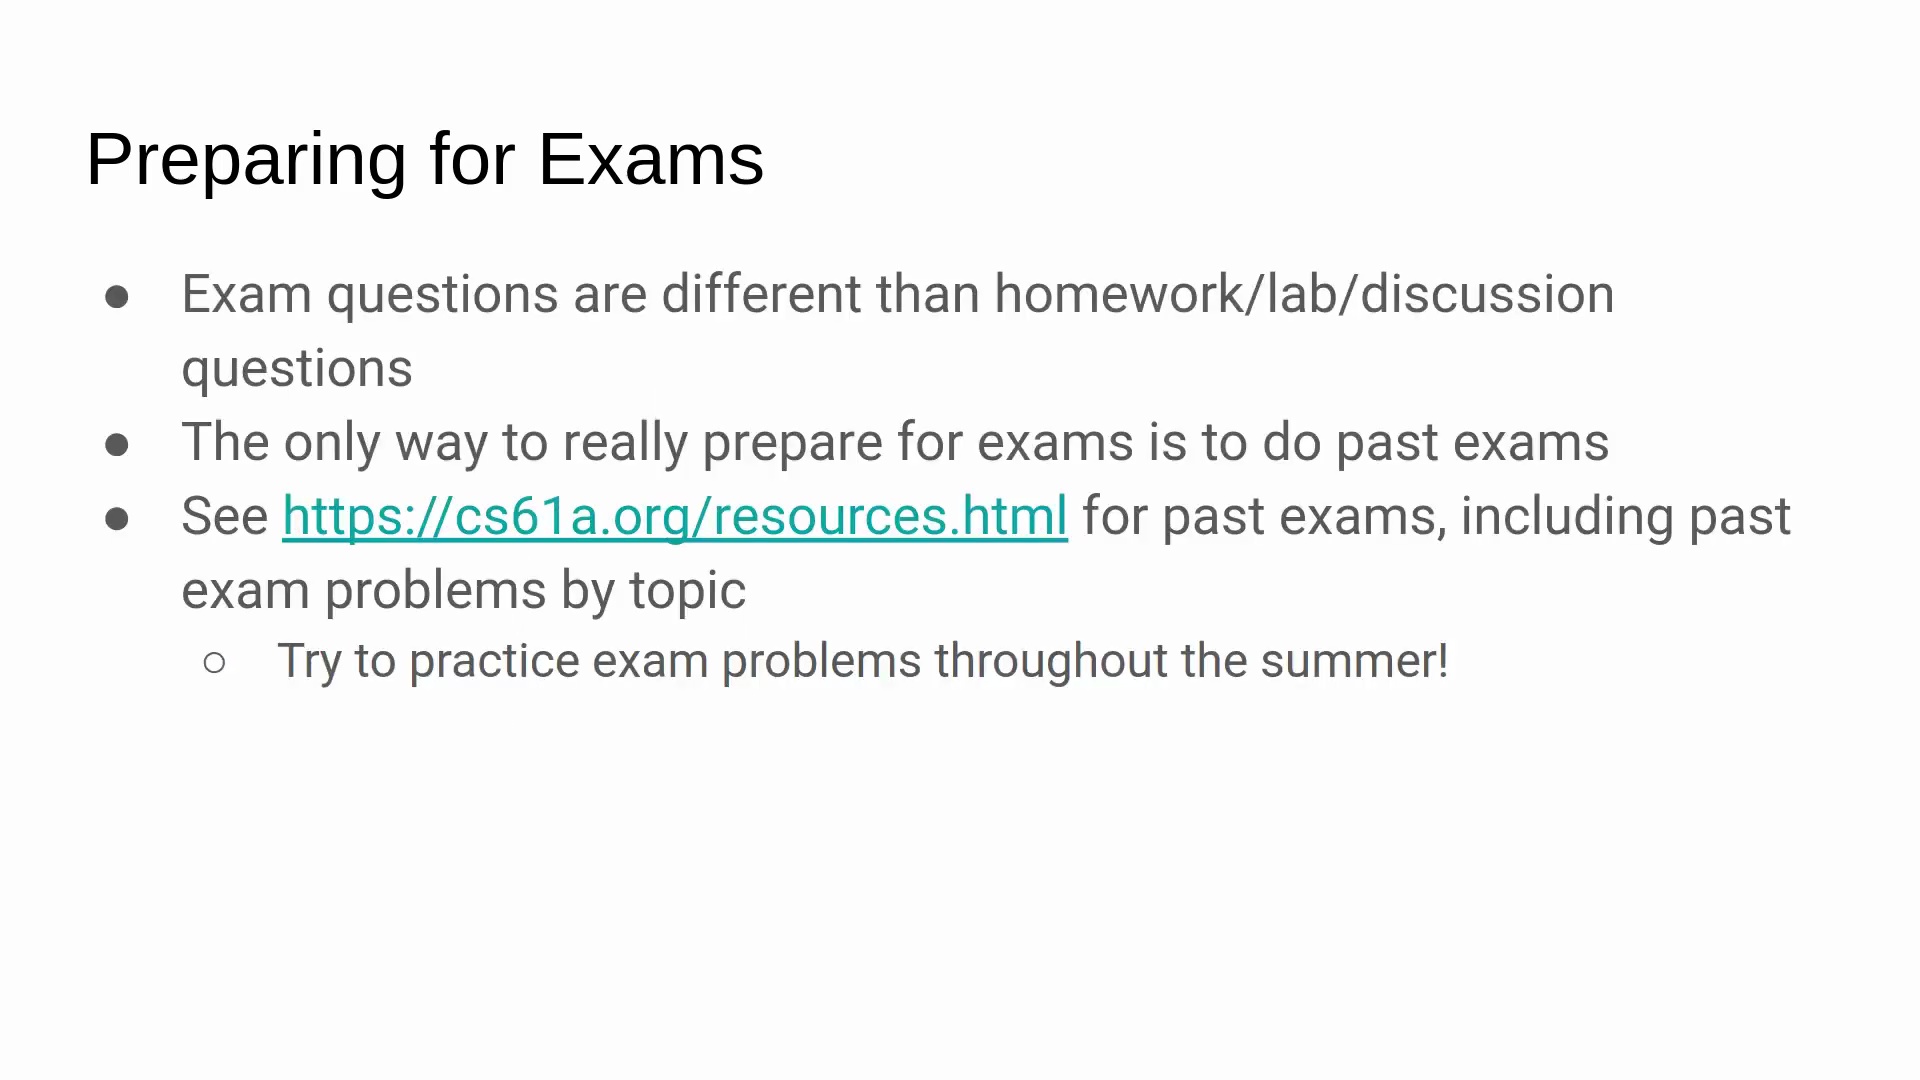 Preparing for Exams
● Exam questions are different than homework/lab/discussion
questions
● The only way to really prepare for exams is to do past exams
● See https://cs61a.org/resources.html for past exams, including past
exam problems by topic
○ Try to practice exam problems throughout the summer!